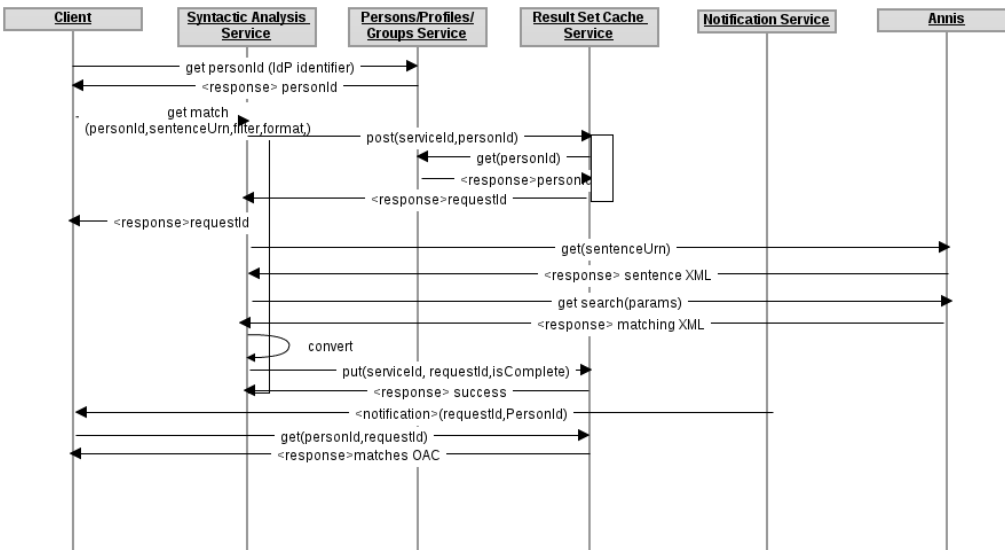 Client
Syntactic Analysis
Service
Persons/Profiles/
Groups Service
Result Set Cache
Service
Notification Service
Annis
get personId (IdP identifier)
<response> personId
get match
(personId,sentenceUrn,filter,format,)
post(serviceId,personId)
get(personId)
<response>personId
<response>requestId
<response>requestId
get(sentenceUrn)
<response> sentence XML
get search(params)
<response> matching XML
convert
put(serviceId, requestId,isComplete)
<response> success
<notification>(requestId,PersonId)
get(personId,requestId)
<response>matches OAC